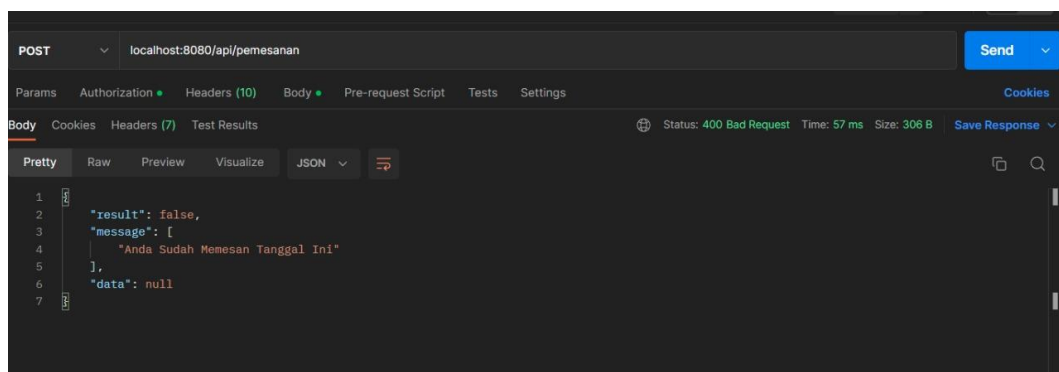 POST localhost:8080/api/pemesanan Send
Params Authorization Headers (10) Body Pre-request Script Tests Settings Cookies
Body Cookies Headers (7) Test Results Status: 400 Bad Request Time: 57 ms Size: 306 B Save Response
Pretty Raw Preview Visualize JSON
1 {
2 "result": false,
3 "message": [
4 "Anda Sudah Memesan Tanggal Ini"
5 ],
6 "data": null
7 }